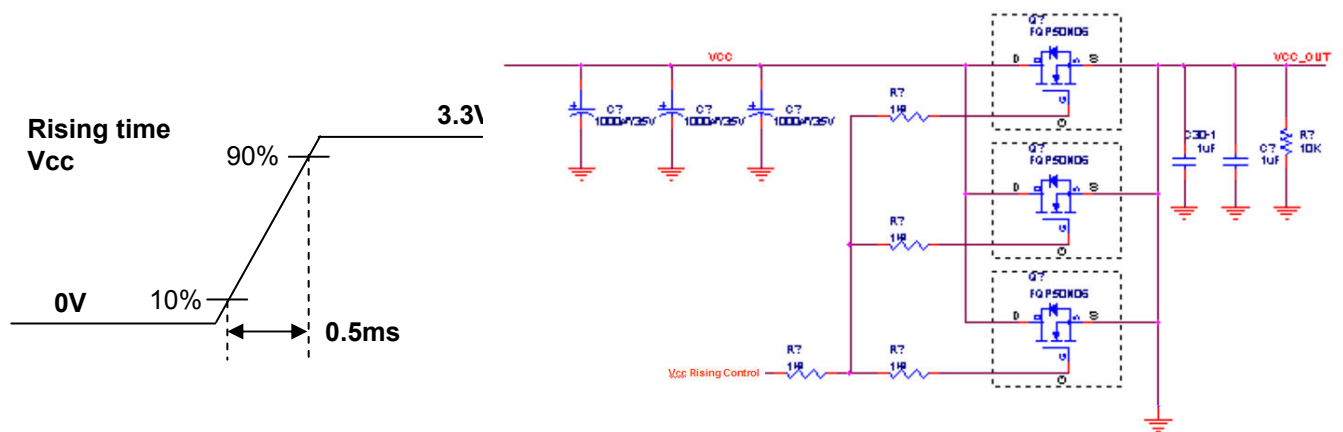 Rising time
Vcc
3.3V
90%
10%
0V
0.5ms
VCC
VCC_OUT
Q?
FQP50N06
D
S
G
R?
1K
C?
1000uF/35V
C?
1000uF/35V
C?
1000uF/35V
C30-1
1uF
C?
1uF
R?
10K
Q?
FQP50N06
D
S
G
R?
1K
Q?
FQP50N06
D
S
G
R?
1K
R?
1K
Vcc Rising Control